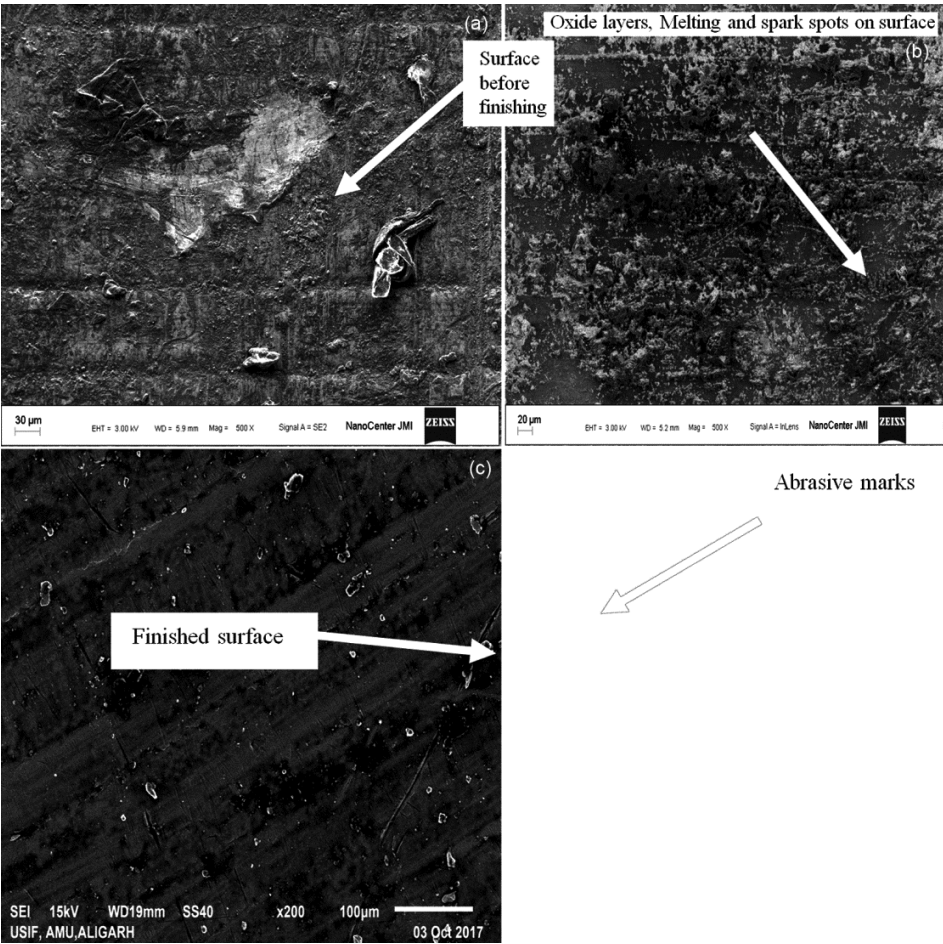 (a)
Surface
before
finishing
30 µm
EHT = 3.00 kV WD = 5.9 mm Mag = 500 X Signal A = SE2 NanoCenter JMI ZEISS
Oxide layers, Melting and spark spots on surface
(b)
20 µm
EHT = 3.00 kV WD = 5.2 mm Mag = 500 X Signal A = InLens NanoCenter JMI ZEISS
(c)
Finished surface
SEI 15kV WD19mm SS40 x200 100µm
USIF, AMU,ALIGARH 03 Oct 2017
Abrasive marks